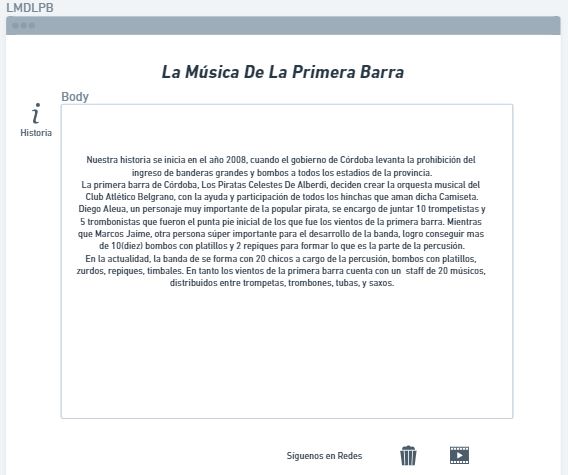 LMDLPB
La Música De La Primera Barra
Body
i
Historia
Nuestra historia se inicia en el año 2008, cuando el gobierno de Córdoba levanta la prohibición del
ingreso de banderas grandes y bombos a todos los estadios de la provincia.
La primera barra de Córdoba, Los Piratas Celestes De Alberdi, deciden crear la orquesta musical del
Club Atlético Belgrano, con la ayuda y participación de todos los hinchas que aman dicha Camiseta.
Diego Aleua, un personaje muy importante de la popular pirata, se encargo de juntar 10 trompetistas y
5 trombonistas que fueron el punta pie inicial de los que fue los vientos de la primera barra. Mientras
que Marcos Jaime, otra persona súper importante para el desarrollo de la banda, logro conseguir mas
de 10(diez) bombos con platillos y 2 repiques para formar lo que es la parte de la percusión.
En la actualidad, la banda de se forma con 20 chicos a cargo de la percusión, bombos con platillos,
zurdos, repiques, timbales. En tanto los vientos de la primera barra cuenta con un staff de 20 músicos,
distribuidos entre trompetas, trombones, tubas, y saxos.
Síguenos en Redes